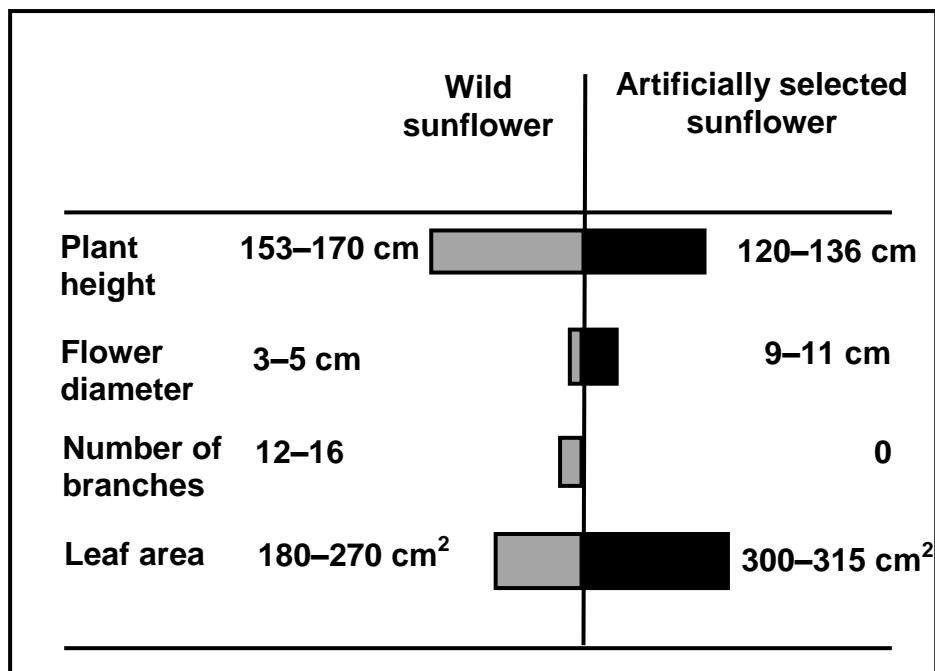 Wild
sunflower
Artificially selected
sunflower
Plant
height
153–170 cm
120–136 cm
Flower
diameter
3–5 cm
9–11 cm
Number of
branches
12–16
0
Leaf area
180–270 cm²
300–315 cm²